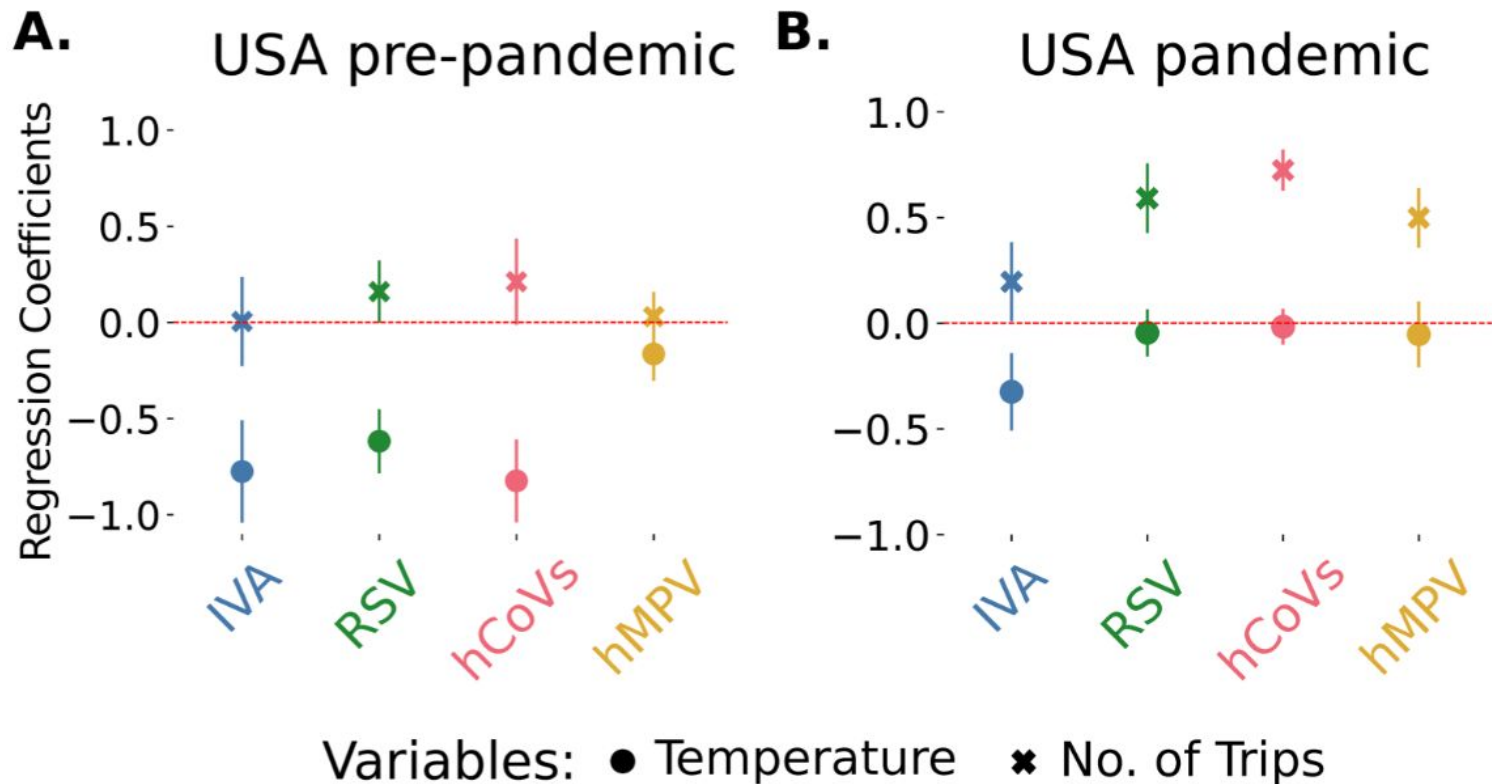 A.
USA pre-pandemic
Regression Coefficients
1.0
0.5
0.0
−0.5
−1.0
IVA
RSV
hCoVs
hMPV
B.
USA pandemic
1.0
0.5
0.0
−0.5
−1.0
IVA
RSV
hCoVs
hMPV
Variables: Temperature No. of Trips